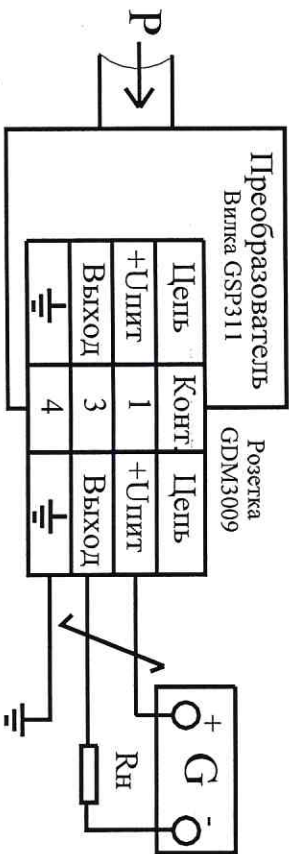 P
Преобразователь
Вилка GSP311
Розетка
GDM3009
Цепь Конт. Цепь
+Uпит 1 +Uпит
Выход 3 Выход
4
+ G -
Rн